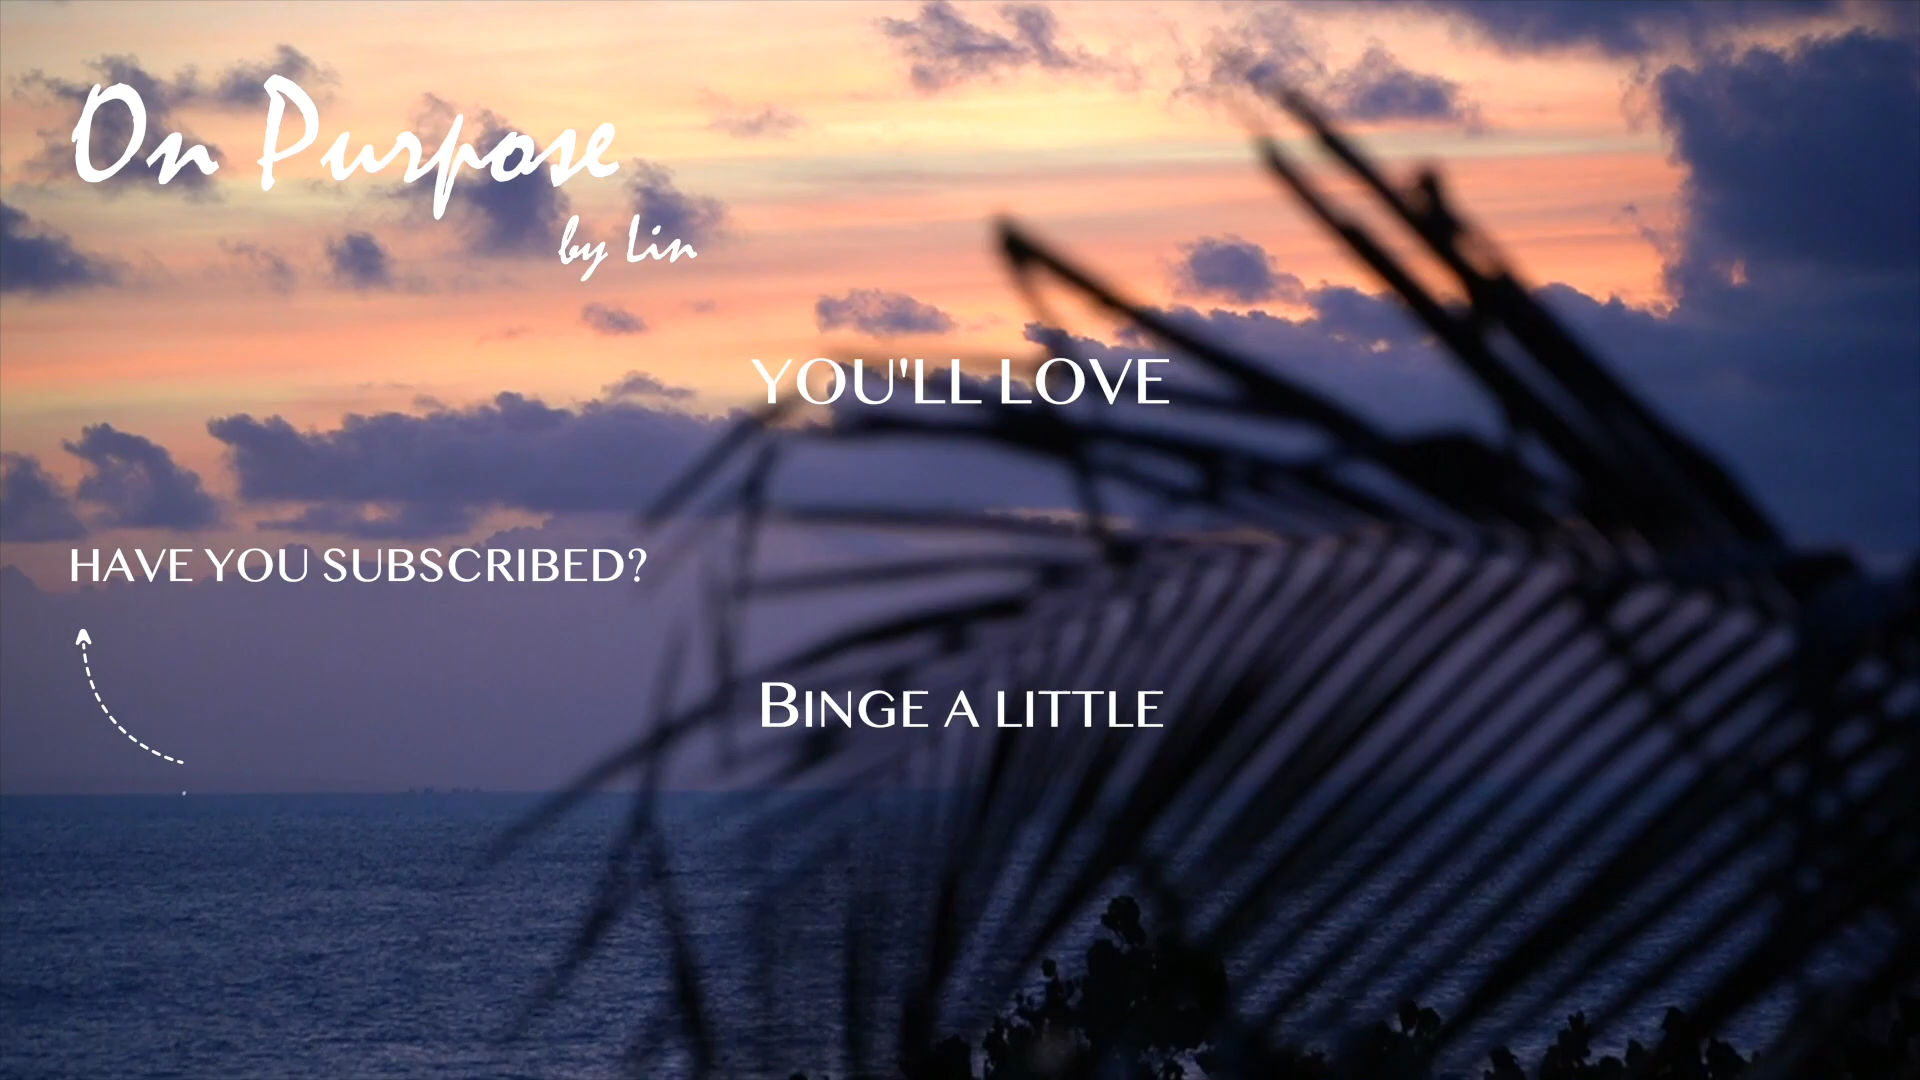 On Purpose
by Lin
YOU'LL LOVE
HAVE YOU SUBSCRIBED?
BINGE A LITTLE